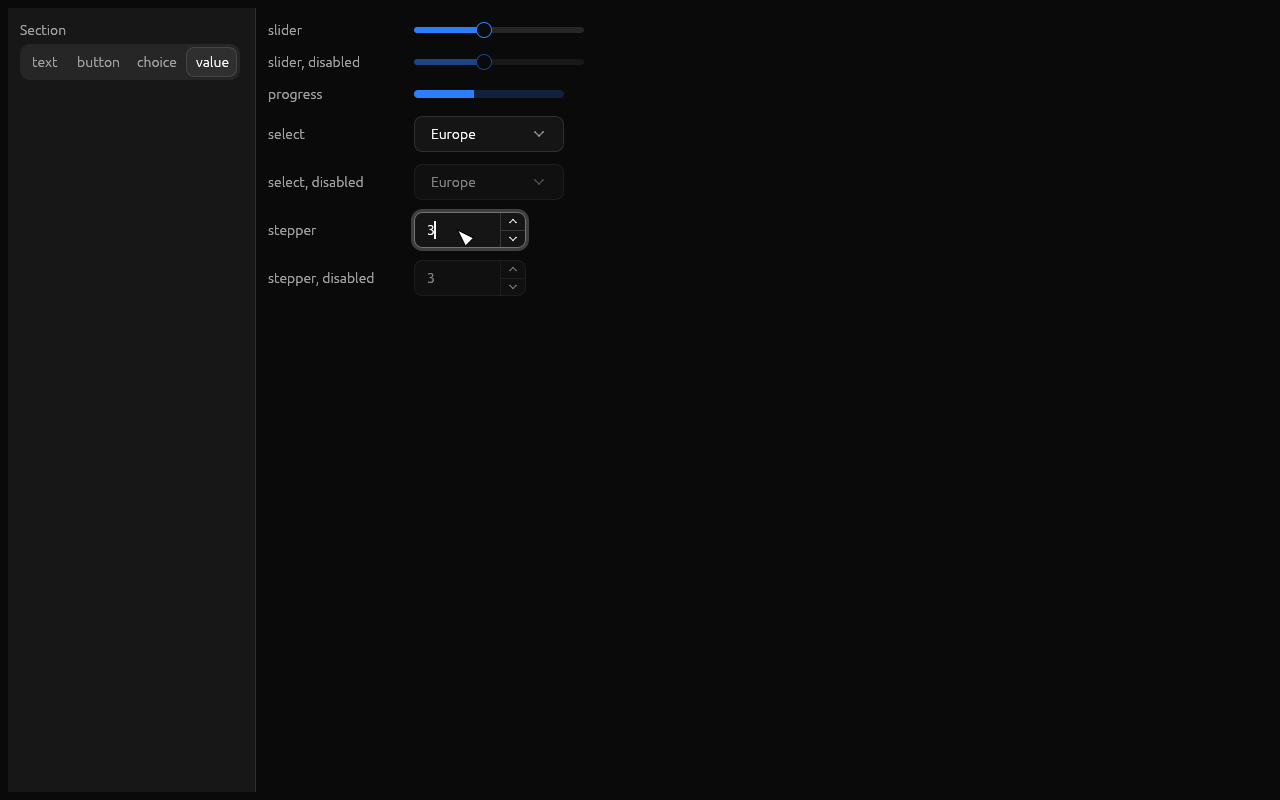 Section
text button choice value
slider
slider, disabled
progress
select Europe
select, disabled Europe
stepper 3
stepper, disabled 3